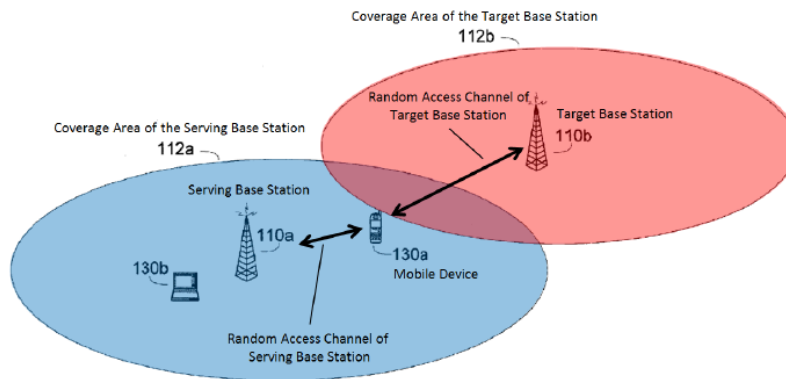 Coverage Area of the Target Base Station
112b
Random Access Channel of
Target Base Station
Target Base Station
110b
Coverage Area of the Serving Base Station
112a
Serving Base Station
110a
130a
Mobile Device
130b
Random Access Channel of
Serving Base Station